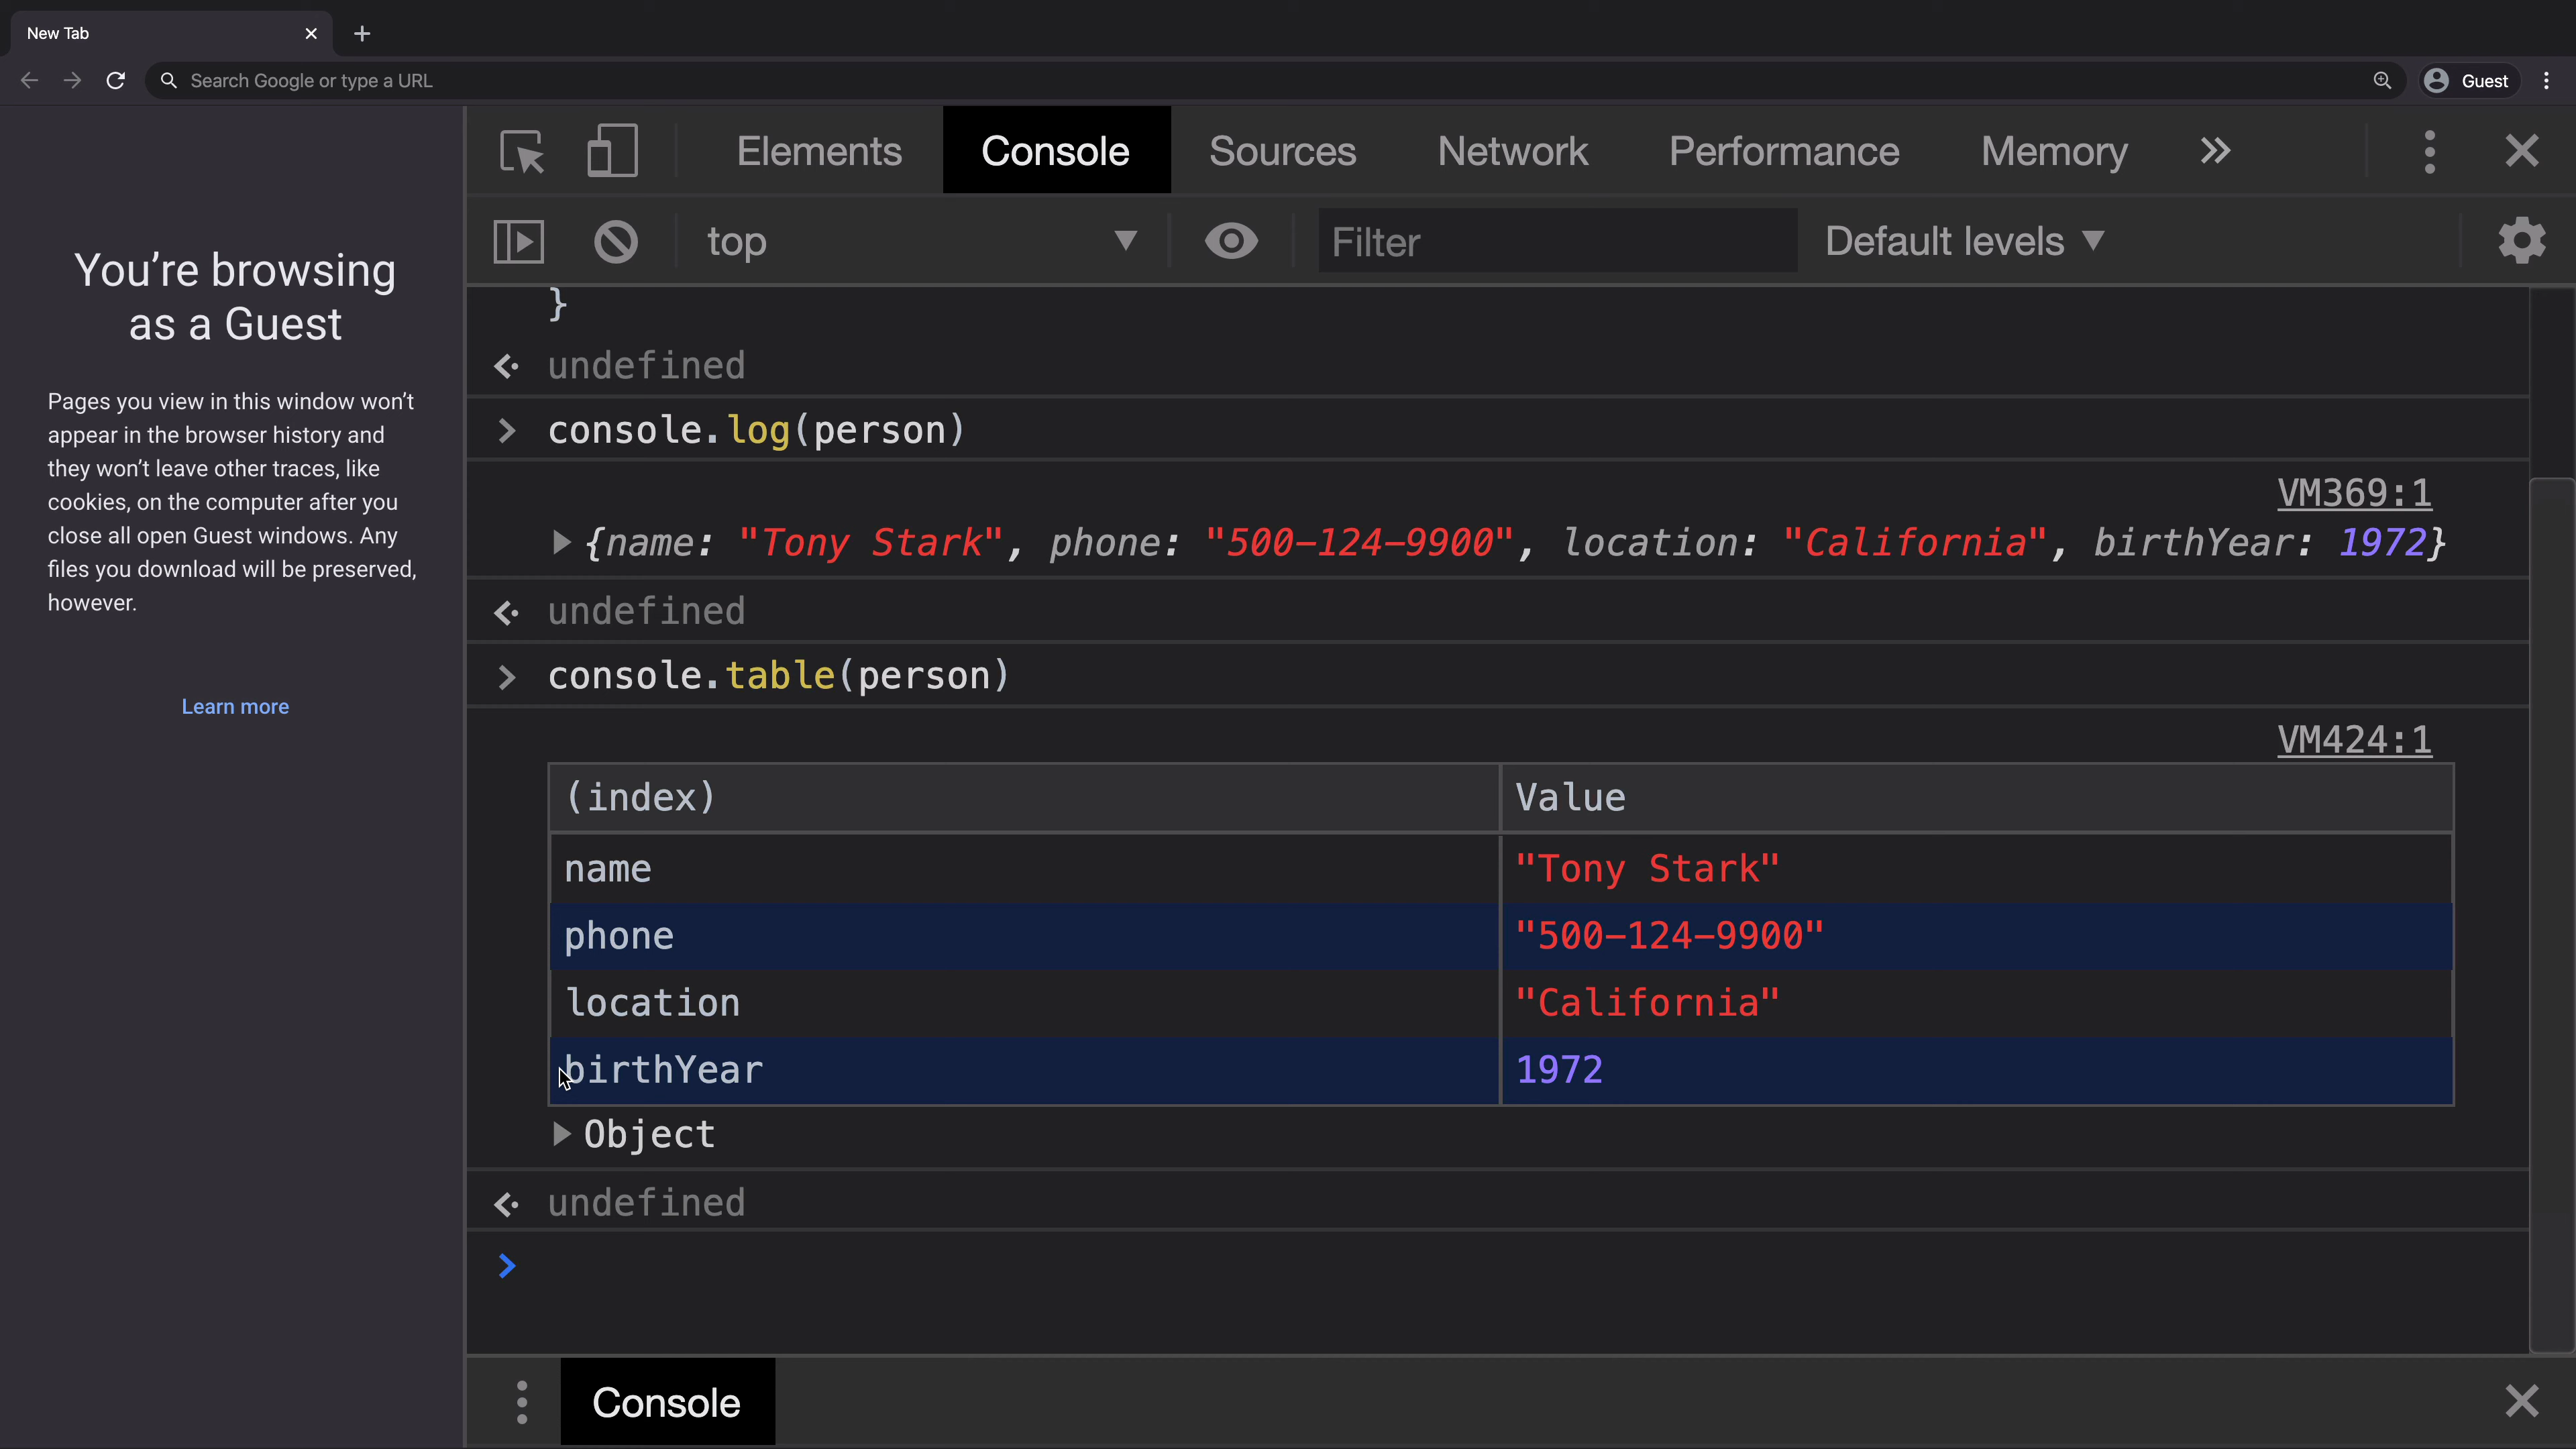 New Tab
Search Google or type a URL
Guest
You’re browsing
as a Guest
Pages you view in this window won’t
appear in the browser history and
they won’t leave other traces, like
cookies, on the computer after you
close all open Guest windows. Any
files you download will be preserved,
however.
Learn more
Elements Console Sources Network Performance Memory
top Filter Default levels
}
undefined
console.log(person)
VM369:1
{name: "Tony Stark", phone: "500-124-9900", location: "California", birthYear: 1972}
undefined
console.table(person)
VM424:1
(index) Value
name "Tony Stark"
phone "500-124-9900"
location "California"
birthYear 1972
Object
undefined
Console